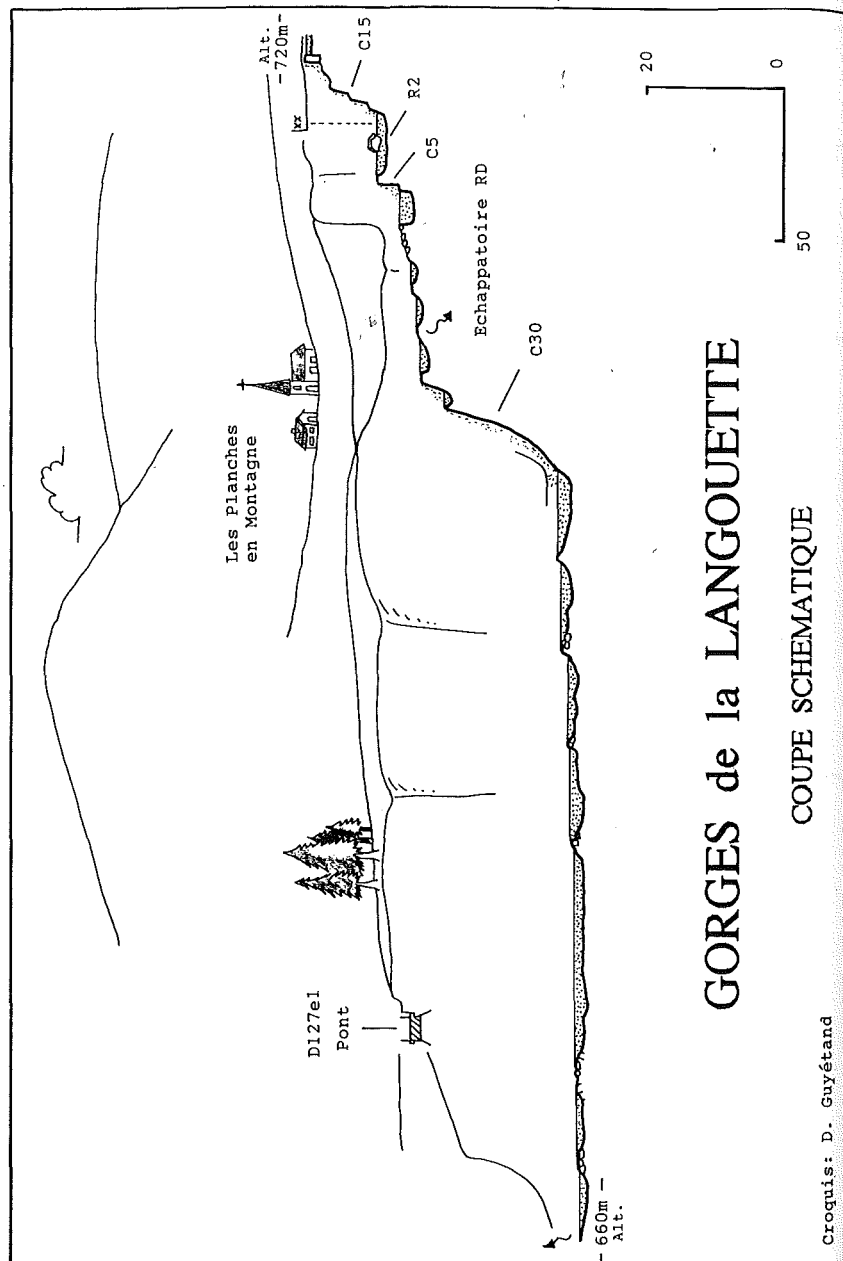 Alt.
-720m-
C15
xx
R2
C5
Echappatoire RD
C30
20
0
50
Les Planches
en Montagne
D127e1
Pont
- 660m -
Alt.
GORGES de la LANGOUETTE
COUPE SCHEMATIQUE
Croquis: D. Guyétand